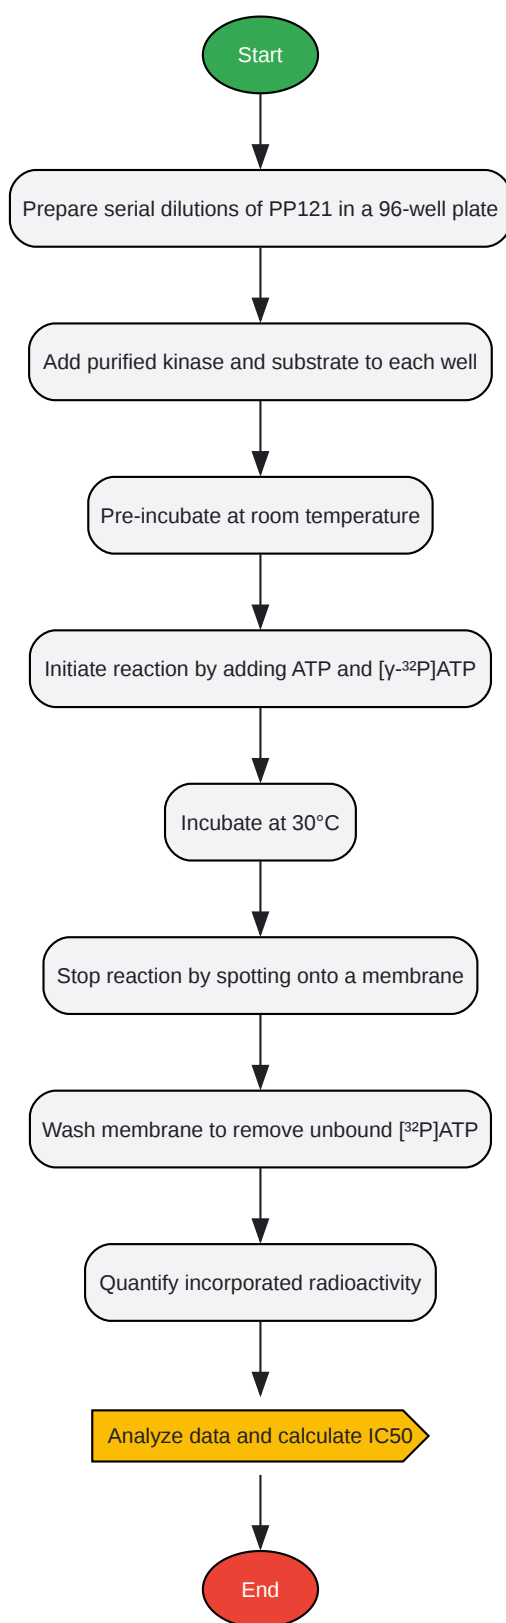 Start
Prepare serial dilutions of PP121 in a 96-well plate
Add purified kinase and substrate to each well
Pre-incubate at room temperature
Initiate reaction by adding ATP and [γ-³²P]ATP
Incubate at 30°C
Stop reaction by spotting onto a membrane
Wash membrane to remove unbound [³²P]ATP
Quantify incorporated radioactivity
Analyze data and calculate IC50
End